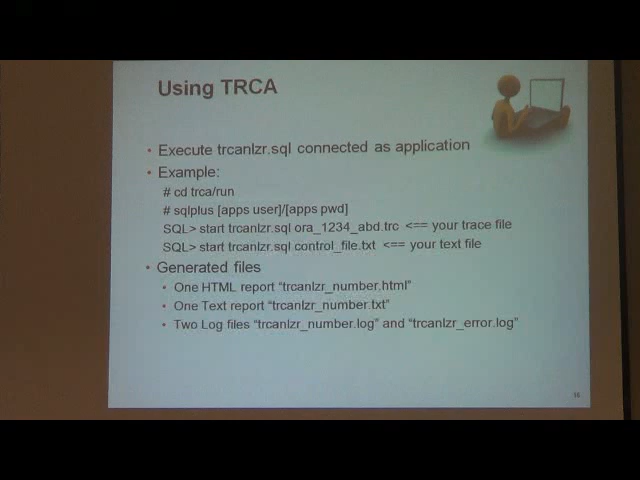 Using TRCA
• Execute trcanlzr.sql connected as application
• Example:
# cd trca/run
# sqlplus [apps user]/[apps pwd]
SQL> start trcanlzr.sql ora_1234_abd.trc <== your trace file
SQL> start trcanlzr.sql control_file.txt <== your text file
• Generated files
• One HTML report “trcanlzr_number.html”
• One Text report “trcanlzr_number.txt”
• Two Log files “trcanlzr_number.log” and “trcanlzr_error.log”